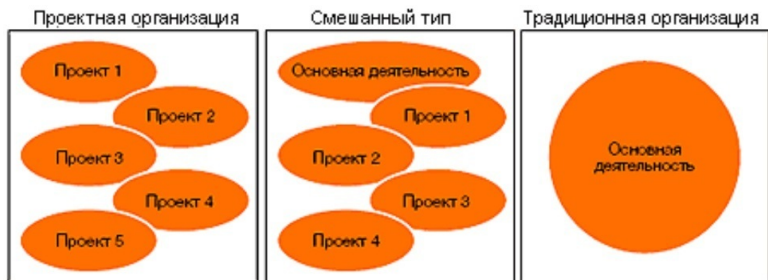 Проектная организация
Проект 1
Проект 2
Проект 3
Проект 4
Проект 5
Смешанный тип
Основная деятельность
Проект 1
Проект 2
Проект 3
Проект 4
Традиционная организация
Основная
деятельность